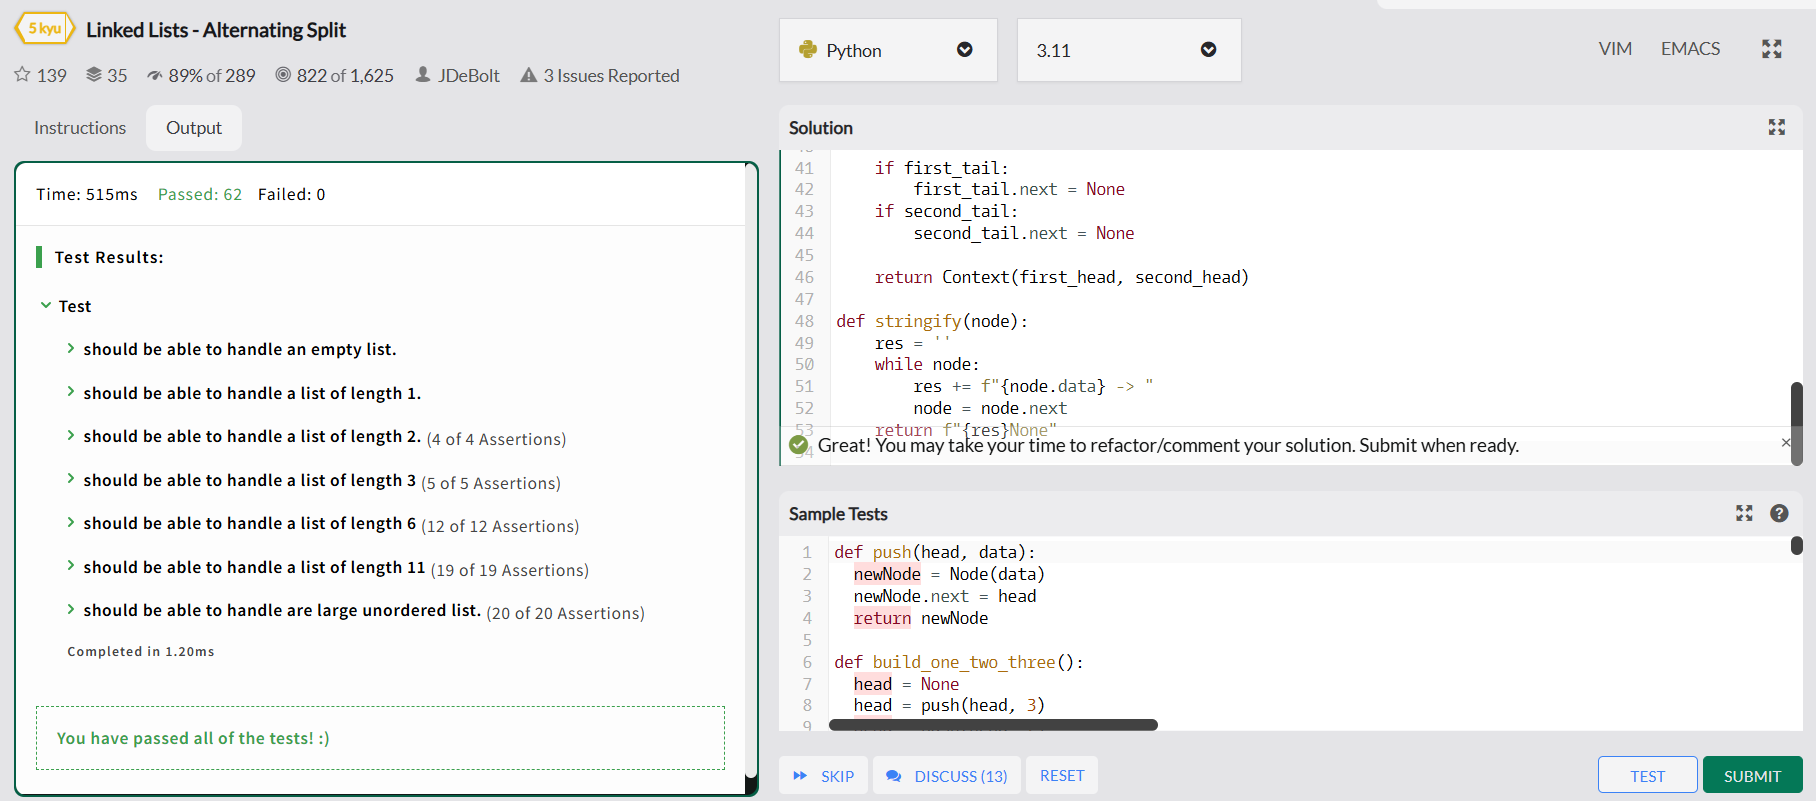 5 kyu
Linked Lists - Alternating Split
139 35 89% of 289 822 of 1,625 JDeBolt 3 Issues Reported
Instructions Output
Time: 515ms Passed: 62 Failed: 0
Test Results:
Test
should be able to handle an empty list.
should be able to handle a list of length 1.
should be able to handle a list of length 2. (4 of 4 Assertions)
should be able to handle a list of length 3 (5 of 5 Assertions)
should be able to handle a list of length 6 (12 of 12 Assertions)
should be able to handle a list of length 11 (19 of 19 Assertions)
should be able to handle are large unordered list. (20 of 20 Assertions)
Completed in 1.20ms
You have passed all of the tests! :)
Python 3.11 VIM EMACS
Solution
41 if first_tail:
42 first_tail.next = None
43 if second_tail:
44 second_tail.next = None
45
46 return Context(first_head, second_head)
47
48 def stringify(node):
49 res = ''
50 while node:
51 res += f"{node.data} -> "
52 node = node.next
53 return f"{res}None"
54
Great! You may take your time to refactor/comment your solution. Submit when ready. ×
Sample Tests ?
1 def push(head, data):
2 newNode = Node(data)
3 newNode.next = head
4 return newNode
5
6 def build_one_two_three():
7 head = None
8 head = push(head, 3)
9
SKIP DISCUSS (13) RESET TEST SUBMIT